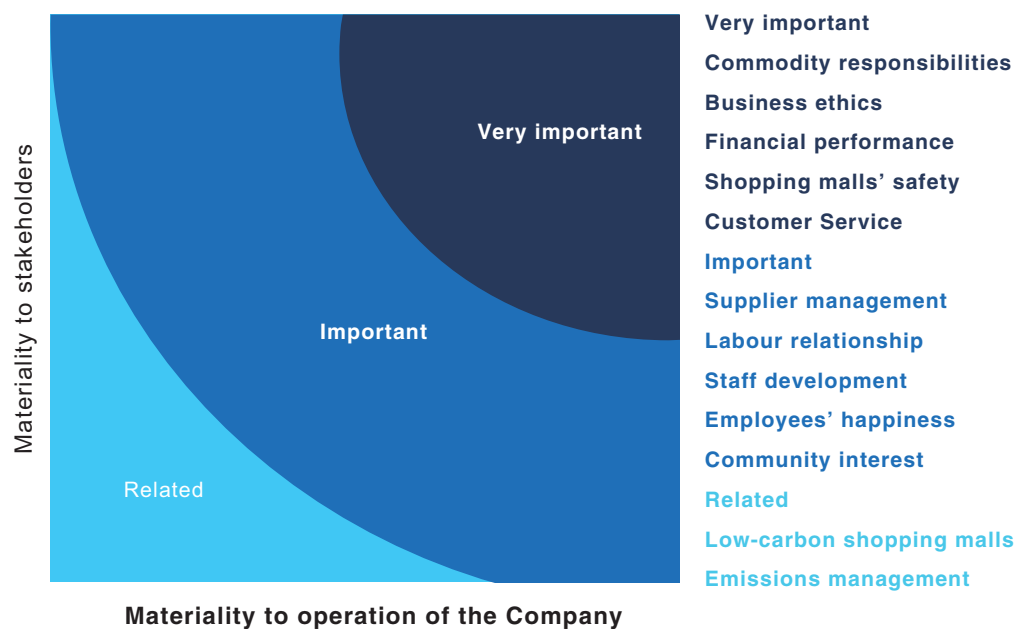 Materiality to stakeholders
Very important
Important
Related
Materiality to operation of the Company
Very important
Commodity responsibilities
Business ethics
Financial performance
Shopping malls’ safety
Customer Service
Important
Supplier management
Labour relationship
Staff development
Employees’ happiness
Community interest
Related
Low-carbon shopping malls
Emissions management